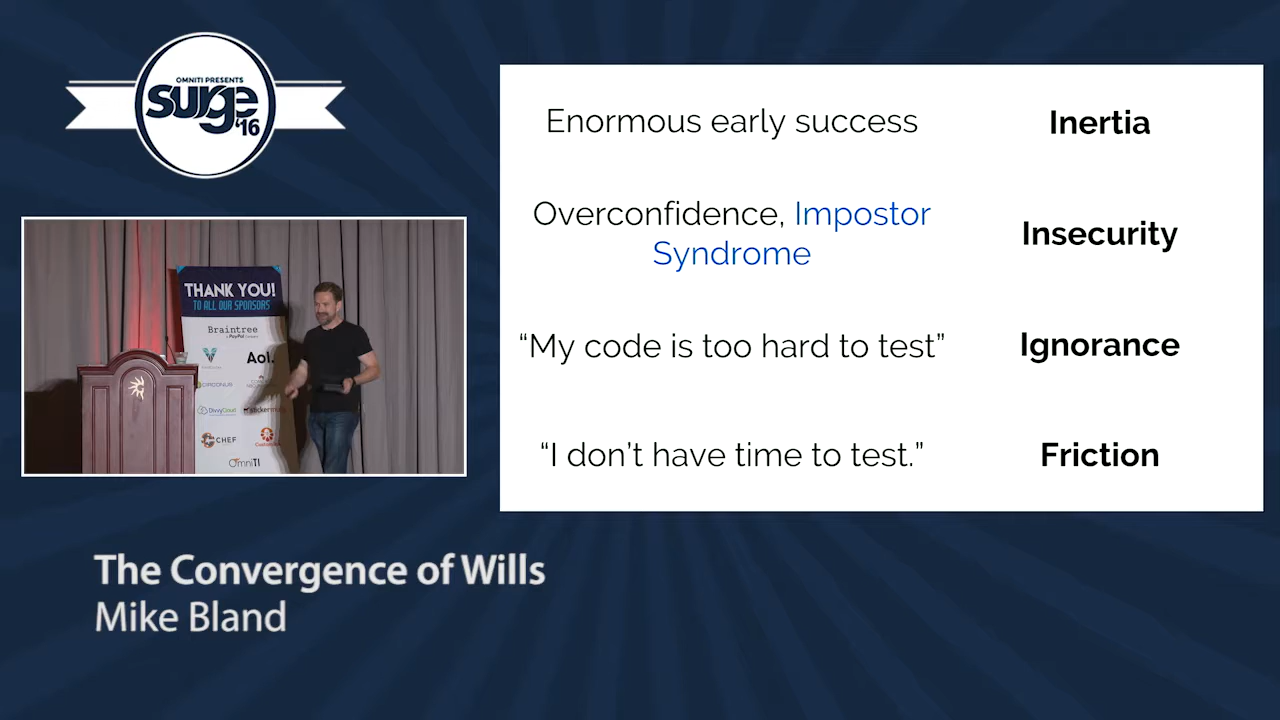 OMNITI PRESENTS
surge
'16
Enormous early success
Inertia
Overconfidence, Impostor
Syndrome
Insecurity
“My code is too hard to test”
Ignorance
“I don’t have time to test.”
Friction
THANK YOU!
TO ALL OUR SPONSORS
Braintree
Aol.
CIRCONUS
DivvyCloud
CHEF
OmniTI
The Convergence of Wills
Mike Bland